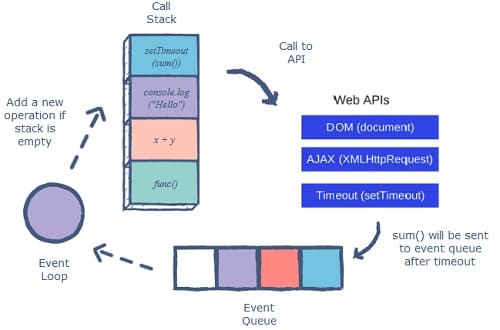 Call
Stack
setTimeout
(sum())
console.log
("Hello")
x + y
func()
Call to
API
Web APIs
DOM (document)
AJAX (XMLHttpRequest)
Timeout (setTimeout)
sum() will be sent
to event queue
after timeout
Event
Queue
Event
Loop
Add a new
operation if
stack is
empty